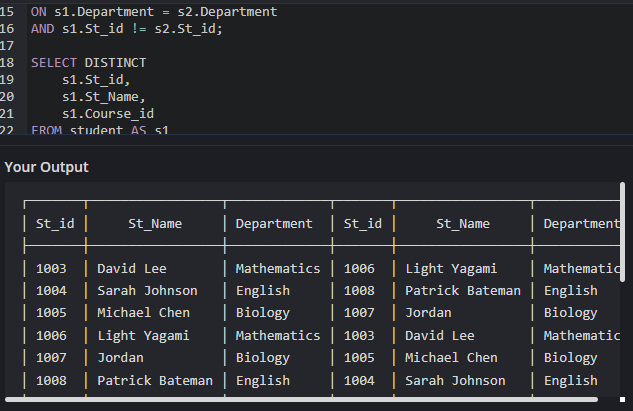 15 ON s1.Department = s2.Department
16 AND s1.St_id != s2.St_id;
17
18 SELECT DISTINCT
19 s1.St_id,
20 s1.St_Name,
21 s1.Course_id
22 FROM student AS s1
Your Output
St_id St_Name Department St_id St_Name Department
1003 David Lee Mathematics 1006 Light Yagami Mathematic
1004 Sarah Johnson English 1008 Patrick Bateman English
1005 Michael Chen Biology 1007 Jordan Biology
1006 Light Yagami Mathematics 1003 David Lee Mathematic
1007 Jordan Biology 1005 Michael Chen Biology
1008 Patrick Bateman English 1004 Sarah Johnson English